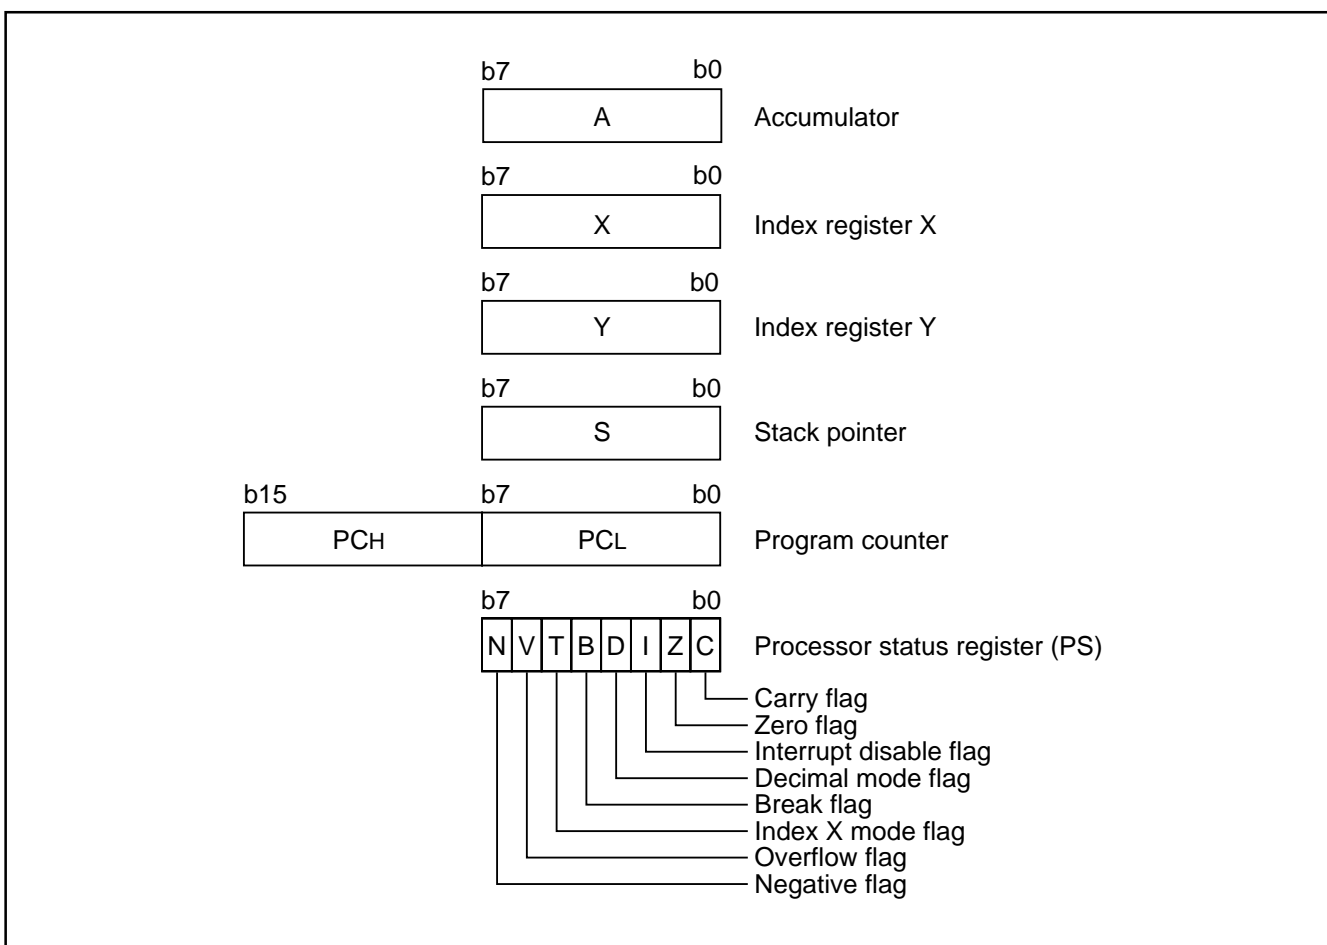 b7 b0
A Accumulator
b7 b0
X Index register X
b7 b0
Y Index register Y
b7 b0
S Stack pointer
b15 b7 b0
PCH PCL Program counter
b7 b0
N V T B D I Z C Processor status register (PS)
Carry flag
Zero flag
Interrupt disable flag
Decimal mode flag
Break flag
Index X mode flag
Overflow flag
Negative flag